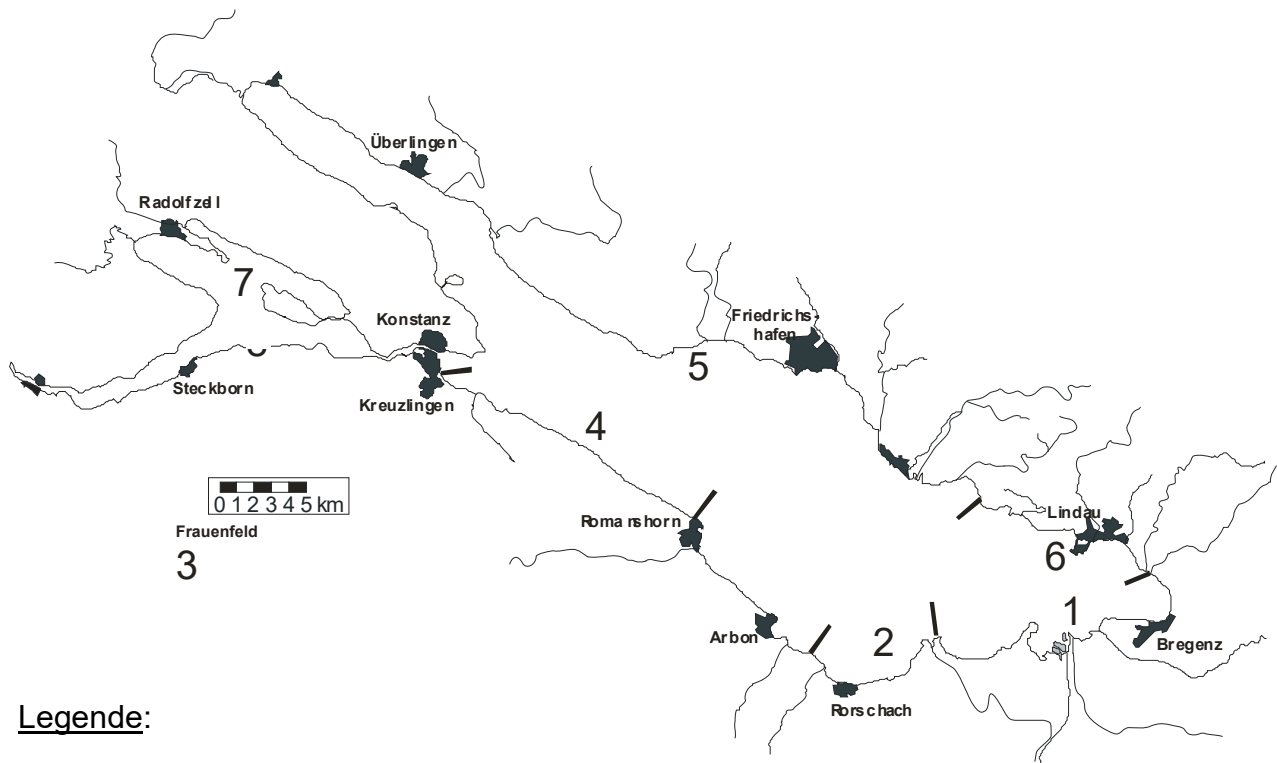 Überlingen
Radolfzell
7
Konstanz
Friedrichs-
hafen
5
Steckborn
Kreuzlingen
4
0 1 2 3 4 5 km
Romanshorn
Lindau
Frauenfeld
3
6
1
2
Arbon
Bregenz
Rorschach
Legende: